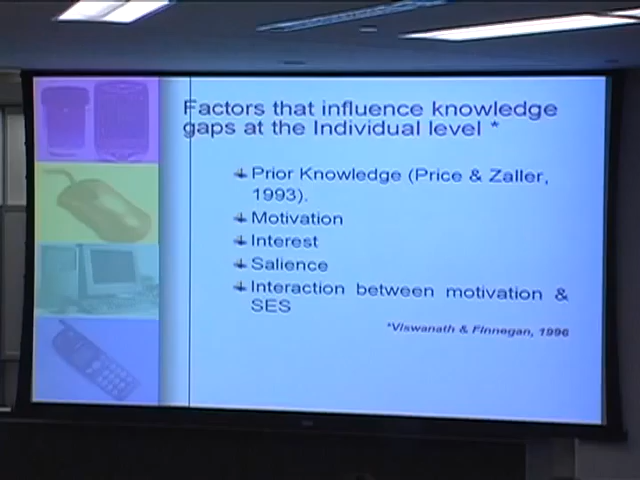 Factors that influence knowledge
gaps at the Individual level *
Prior Knowledge (Price & Zaller,
1993).
Motivation
Interest
Salience
Interaction between motivation &
SES
*Viswanath & Finnegan, 1996